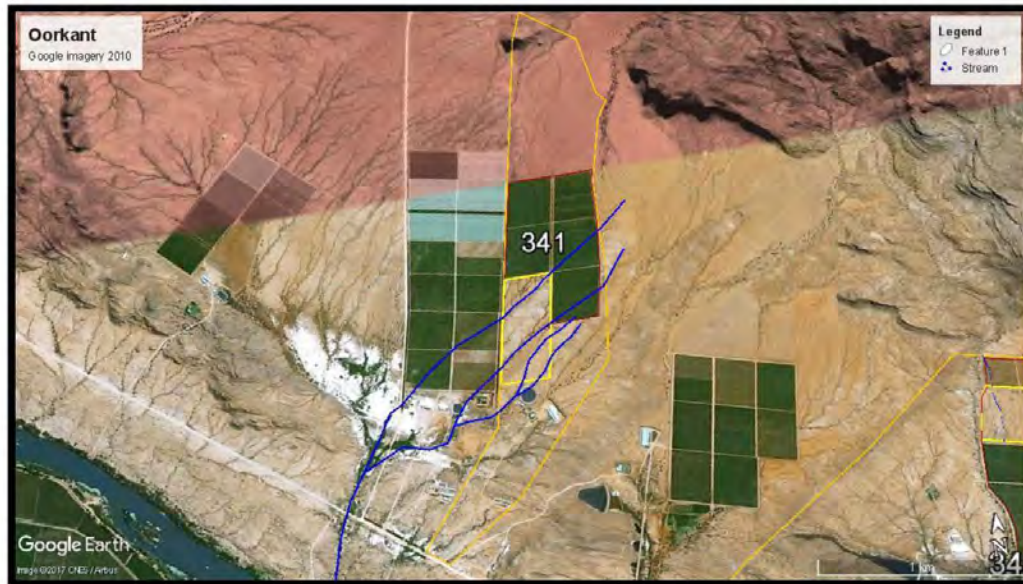 Oorkant
Google imagery 2010
Legend
Feature 1
Stream
341
Google Earth
Image ©2017 CNES / Airbus
N
1 km
34